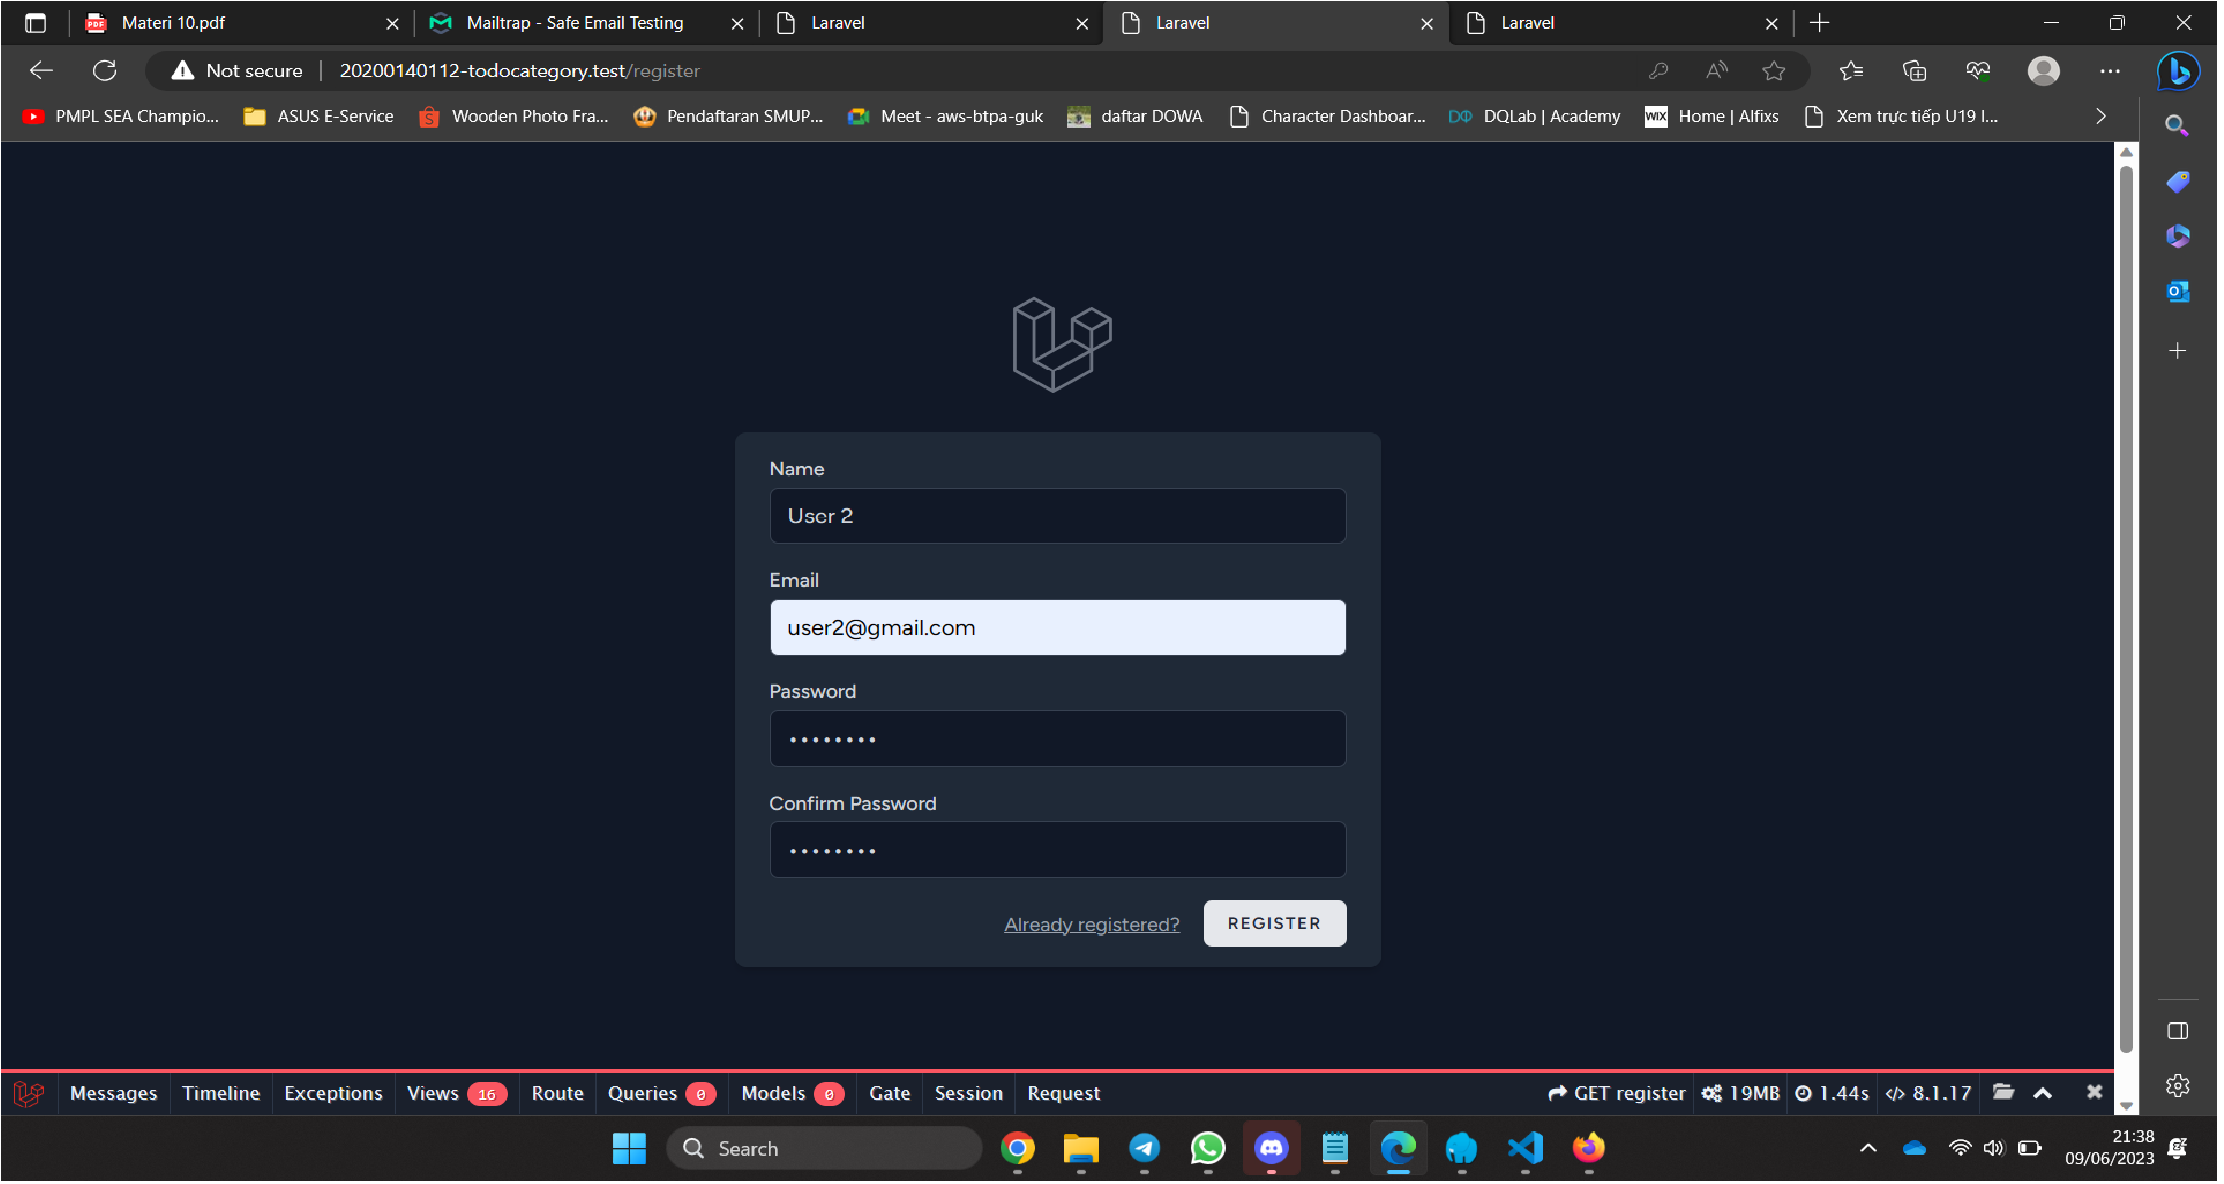 Materi 10.pdf
Mailtrap - Safe Email Testing
Laravel
Laravel
Laravel
Not secure
20200140112-todocategory.test/register
PMPL SEA Champio...
ASUS E-Service
Wooden Photo Fra...
Pendaftaran SMUP...
Meet - aws-btpa-guk
daftar DOWA
Character Dashboar...
DQLab | Academy
WIX
Home | Alfixs
Xem trực tiếp U19 I...
Name
User 2
Email
user2@gmail.com
Password
Confirm Password
Already registered?
REGISTER
Messages
Timeline
Exceptions
Views 16
Route
Queries 0
Models 0
Gate
Session
Request
GET register
19MB
1.44s
8.1.17
Search
21:38
09/06/2023